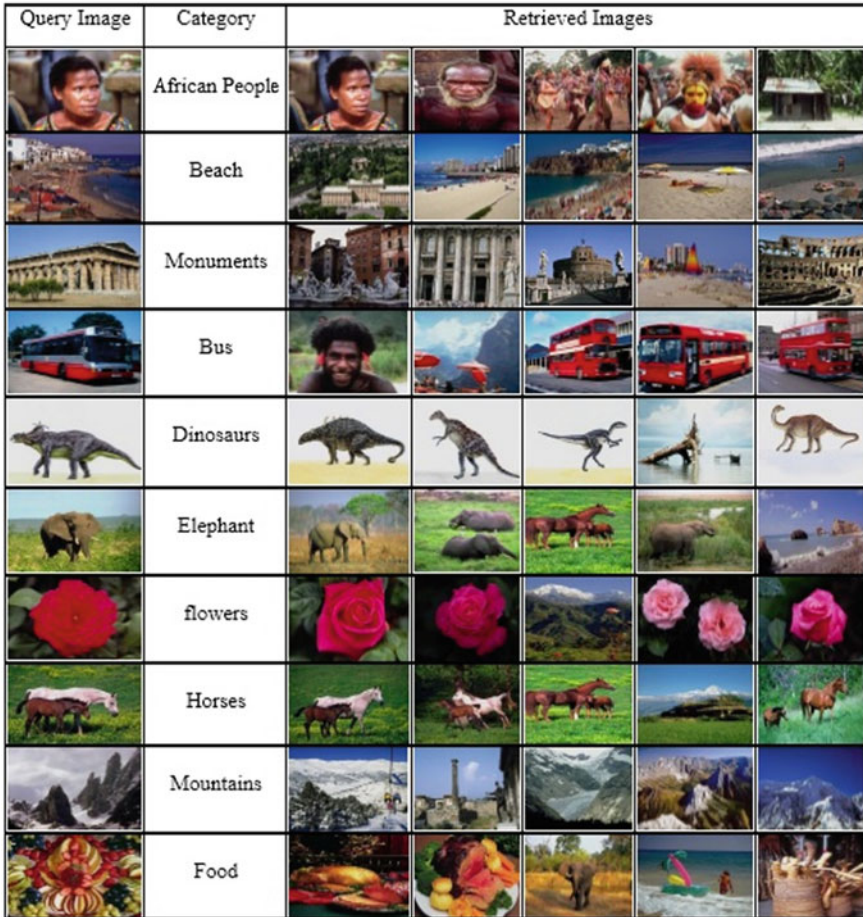 Query Image Category Retrieved Images
African People
Beach
Monuments
Bus
Dinosaurs
Elephant
flowers
Horses
Mountains
Food